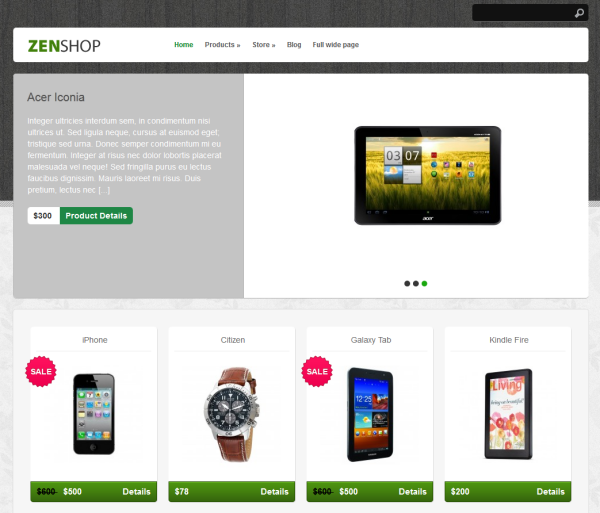 ZENSHOP
Home Products » Store » Blog Full wide page
Acer Iconia
Integer ultricies interdum sem, in condimentum nisi
ultrices ut. Sed ligula neque, cursus at euismod eget,
tristique sed urna. Donec semper condimentum mi eu
fermentum. Integer at risus nec dolor lobortis placerat
malesuada vel neque! Sed fringilla purus eu lectus
faucibus dignissim. Mauris laoreet mi risus. Duis
pretium, lectus nec [...]
$300 Product Details
03 07
acer
iPhone
Citizen
Galaxy Tab
Kindle Fire
SALE
SALE
Living
$600 $500 Details
$78 Details
$600 $500 Details
$200 Details